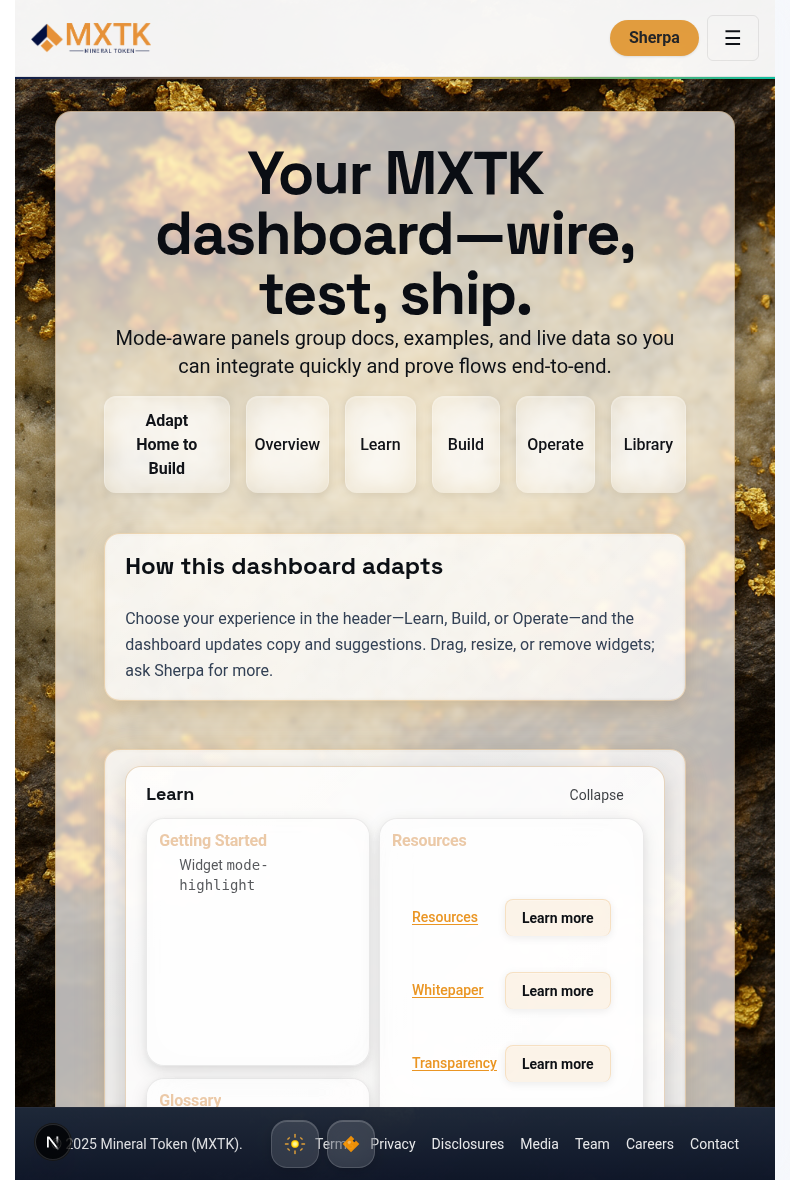 MXTK
MINERAL TOKEN
Sherpa
Your MXTK
dashboard—wire,
test, ship.
Mode-aware panels group docs, examples, and live data so you
can integrate quickly and prove flows end-to-end.
Adapt
Home to
Build
Overview
Learn
Build
Operate
Library
How this dashboard adapts
Choose your experience in the header—Learn, Build, or Operate—and the
dashboard updates copy and suggestions. Drag, resize, or remove widgets;
ask Sherpa for more.
Learn
Collapse
Getting Started
Widget mode-
highlight
Resources
Resources
Learn more
Whitepaper
Learn more
Transparency
Learn more
Glossary
N
2025 Mineral Token (MXTK).
Privacy
Disclosures
Media
Team
Careers
Contact